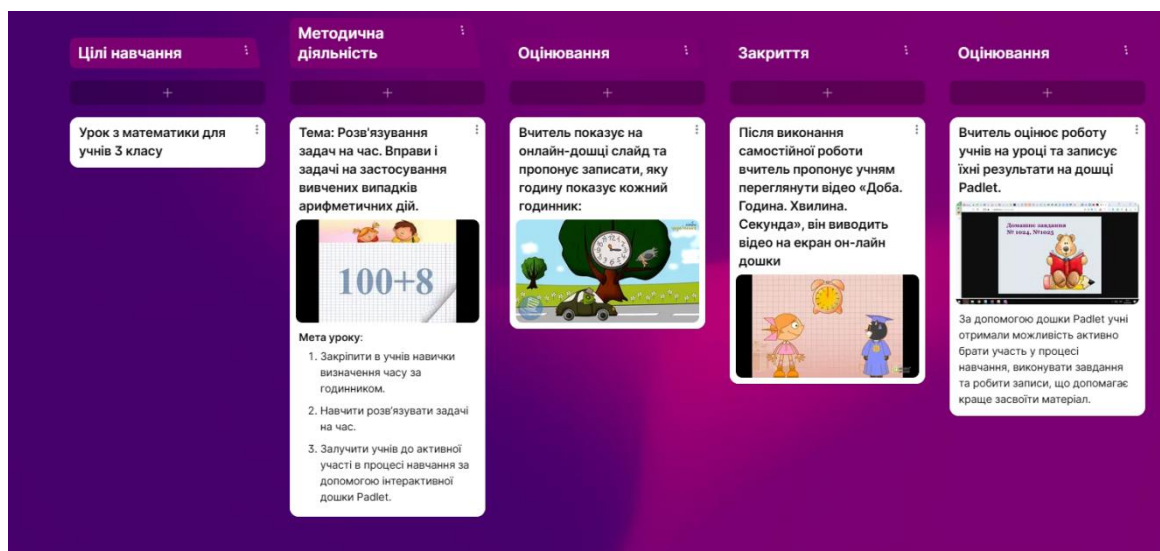 Цілі навчання
Урок з математики для
учнів 3 класу
Методична
діяльність
Тема: Розв'язування
задач на час. Вправи і
задачі на застосування
вивчених випадків
арифметичних дій.
100+8
Мета уроку:
1. Закріпити в учнів навички
визначення часу за
годинником.
2. Навчити розв'язувати задачі
на час.
3. Залучити учнів до активної
участі в процесі навчання за
допомогою інтерактивної
дошки Padlet.
Оцінювання
Вчитель показує на
онлайн-дошці слайд та
пропонує записати, яку
годину показує кожний
годинник:
Закриття
Після виконання
самостійної роботи
вчитель пропонує учням
переглянути відео «Доба.
Година. Хвилина.
Секунда», він виводить
відео на екран он-лайн
дошки
Оцінювання
Вчитель оцінює роботу
учнів на уроці та записує
їхні результати на дошці
Padlet.
Домашнє завдання
№ 1024, №1025
За допомогою дошки Padlet учні
отримали можливість активно
брати участь у процесі
навчання, виконувати завдання
та робити записи, що допомагає
краще засвоїти матеріал.